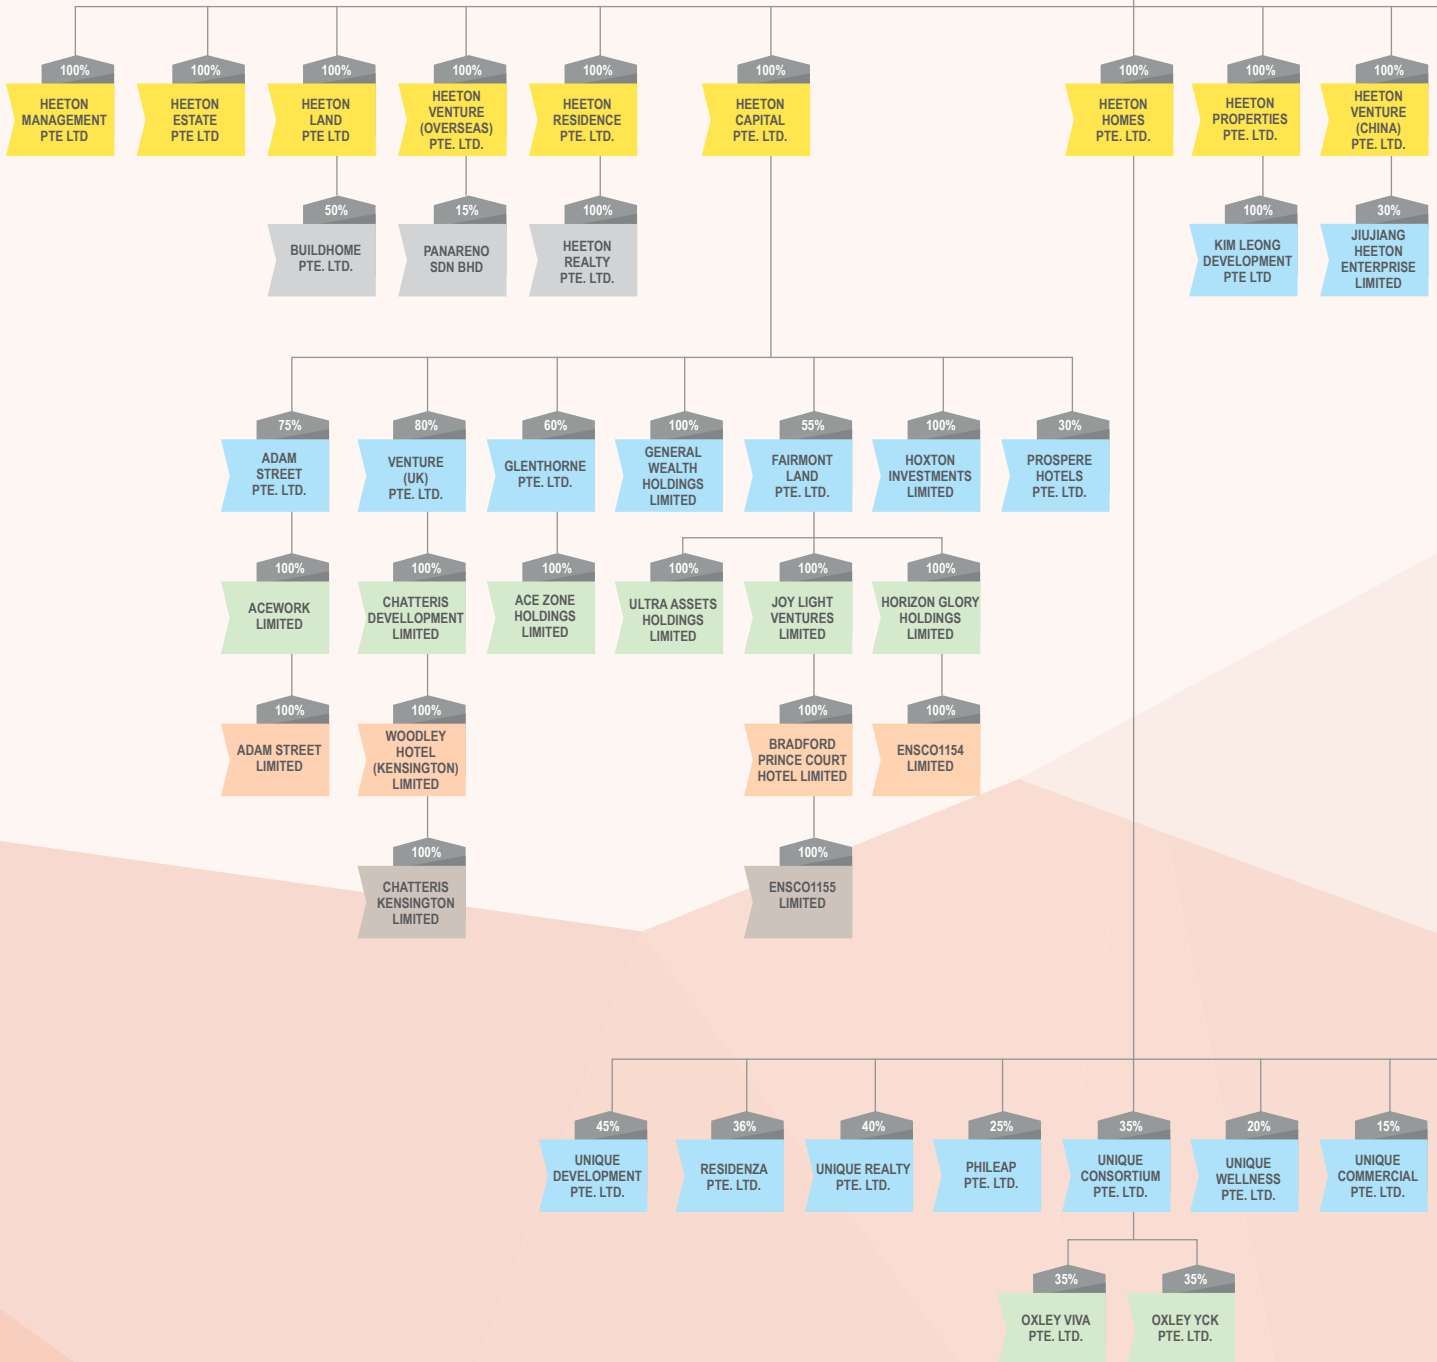 100%
HEETON
MANAGEMENT
PTE LTD
100%
HEETON
ESTATE
PTE LTD
100%
HEETON
LAND
PTE LTD
100%
HEETON
VENTURE
(OVERSEAS)
PTE. LTD.
100%
HEETON
RESIDENCE
PTE. LTD.
100%
HEETON
CAPITAL
PTE. LTD.
100%
HEETON
HOMES
PTE. LTD.
100%
HEETON
PROPERTIES
PTE. LTD.
100%
HEETON
VENTURE
(CHINA)
PTE. LTD.
50%
BUILDHOME
PTE. LTD.
15%
PANARENO
SDN BHD
100%
HEETON
REALTY
PTE. LTD.
100%
KIM LEONG
DEVELOPMENT
PTE LTD
30%
JIUJIANG
HEETON
ENTERPRISE
LIMITED
75%
ADAM
STREET
PTE. LTD.
80%
VENTURE
(UK)
PTE. LTD.
60%
GLENTHORNE
PTE. LTD.
100%
GENERAL
WEALTH
HOLDINGS
LIMITED
55%
FAIRMONT
LAND
PTE. LTD.
100%
HOXTON
INVESTMENTS
LIMITED
30%
PROSPERE
HOTELS
PTE. LTD.
100%
ACEWORK
LIMITED
100%
CHATTERIS
DEVELLOPMENT
LIMITED
100%
ACE ZONE
HOLDINGS
LIMITED
100%
ULTRA ASSETS
HOLDINGS
LIMITED
100%
JOY LIGHT
VENTURES
LIMITED
100%
HORIZON GLORY
HOLDINGS
LIMITED
100%
ADAM STREET
LIMITED
100%
WOODLEY
HOTEL
(KENSINGTON)
LIMITED
100%
BRADFORD
PRINCE COURT
HOTEL LIMITED
100%
ENSCO1154
LIMITED
100%
CHATTERIS
KENSINGTON
LIMITED
100%
ENSCO1155
LIMITED
45%
UNIQUE
DEVELOPMENT
PTE. LTD.
36%
RESIDENZA
PTE. LTD.
40%
UNIQUE REALTY
PTE. LTD.
25%
PHILEAP
PTE. LTD.
35%
UNIQUE
CONSORTIUM
PTE. LTD.
20%
UNIQUE
WELLNESS
PTE. LTD.
15%
UNIQUE
COMMERCIAL
PTE. LTD.
35%
OXLEY VIVA
PTE. LTD.
35%
OXLEY YCK
PTE. LTD.